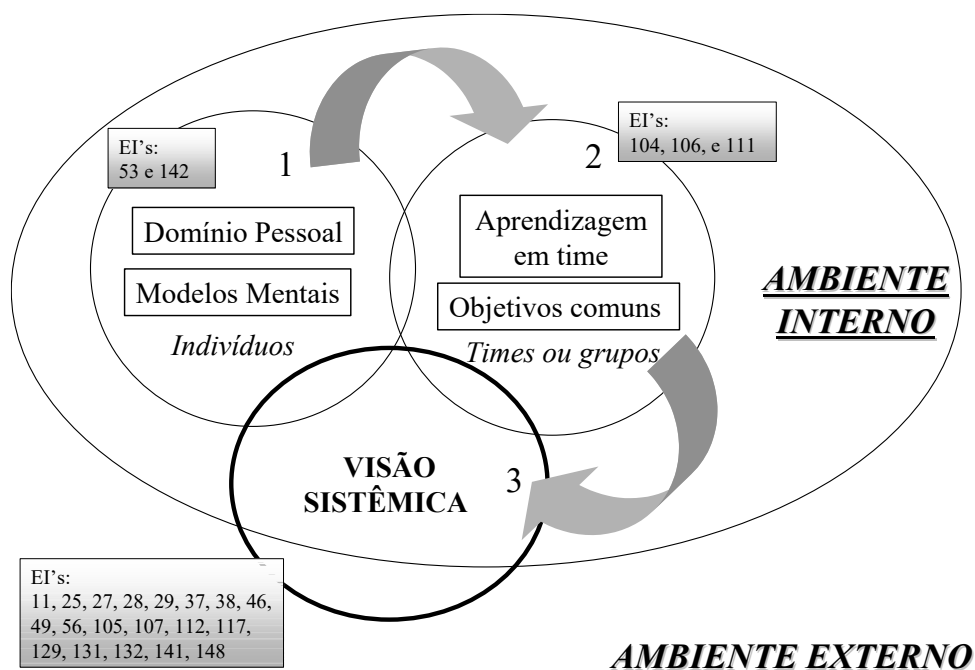 EI's:
53 e 142
1
Domínio Pessoal
Modelos Mentais
Indivíduos
EI's:
104, 106, e 111
2
Aprendizagem
em time
Objetivos comuns
Times ou grupos
AMBIENTE
INTERNO
VISÃO
SISTÊMICA
3
EI's:
11, 25, 27, 28, 29, 37, 38, 46,
49, 56, 105, 107, 112, 117,
129, 131, 132, 141, 148
AMBIENTE EXTERNO